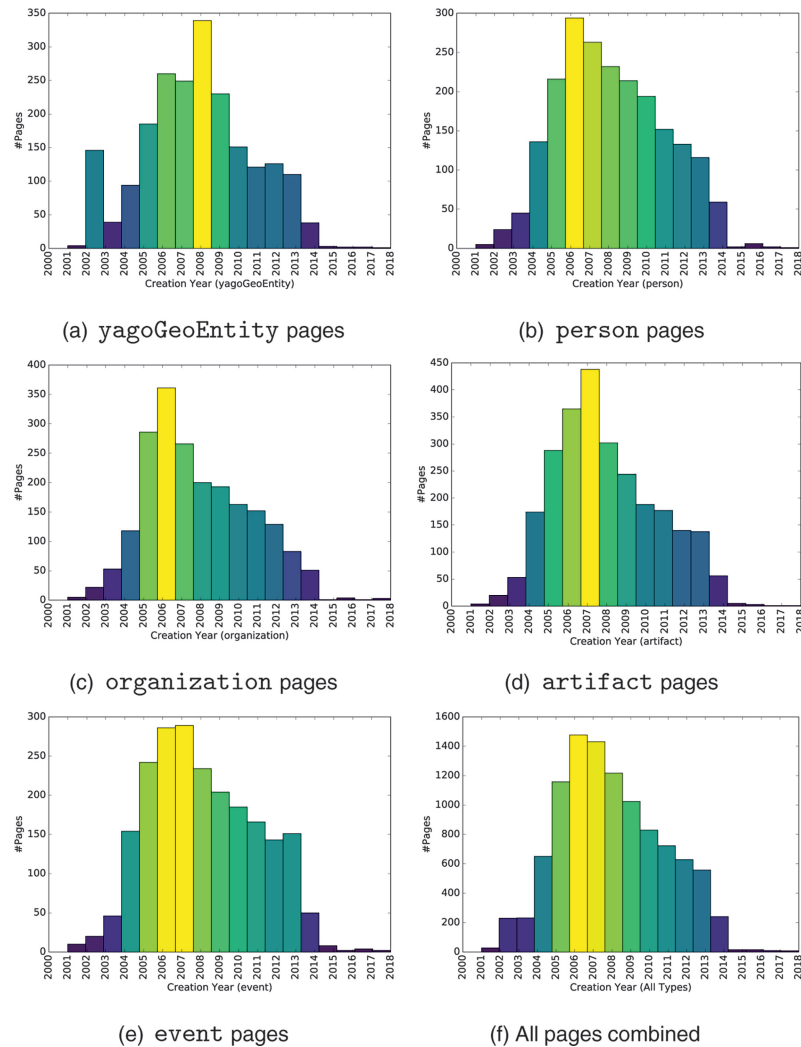 350
300
250
200
150
100
50
0
#Pages
2000 2001 2002 2003 2004 2005 2006 2007 2008 2009 2010 2011 2012 2013 2014 2015 2016 2017 2018
Creation Year (yagoGeoEntity)
(a) yagoGeoEntity pages
300
250
200
150
100
50
0
#Pages
2000 2001 2002 2003 2004 2005 2006 2007 2008 2009 2010 2011 2012 2013 2014 2015 2016 2017 2018
Creation Year (person)
(b) person pages
400
350
300
250
200
150
100
50
0
#Pages
2000 2001 2002 2003 2004 2005 2006 2007 2008 2009 2010 2011 2012 2013 2014 2015 2016 2017 2018
Creation Year (organization)
(c) organization pages
450
400
350
300
250
200
150
100
50
0
#Pages
2000 2001 2002 2003 2004 2005 2006 2007 2008 2009 2010 2011 2012 2013 2014 2015 2016 2017 2018
Creation Year (artifact)
(d) artifact pages
300
250
200
150
100
50
0
#Pages
2000 2001 2002 2003 2004 2005 2006 2007 2008 2009 2010 2011 2012 2013 2014 2015 2016 2017 2018
Creation Year (event)
(e) event pages
1600
1400
1200
1000
800
600
400
200
0
#Pages
2000 2001 2002 2003 2004 2005 2006 2007 2008 2009 2010 2011 2012 2013 2014 2015 2016 2017 2018
Creation Year (All Types)
(f) All pages combined